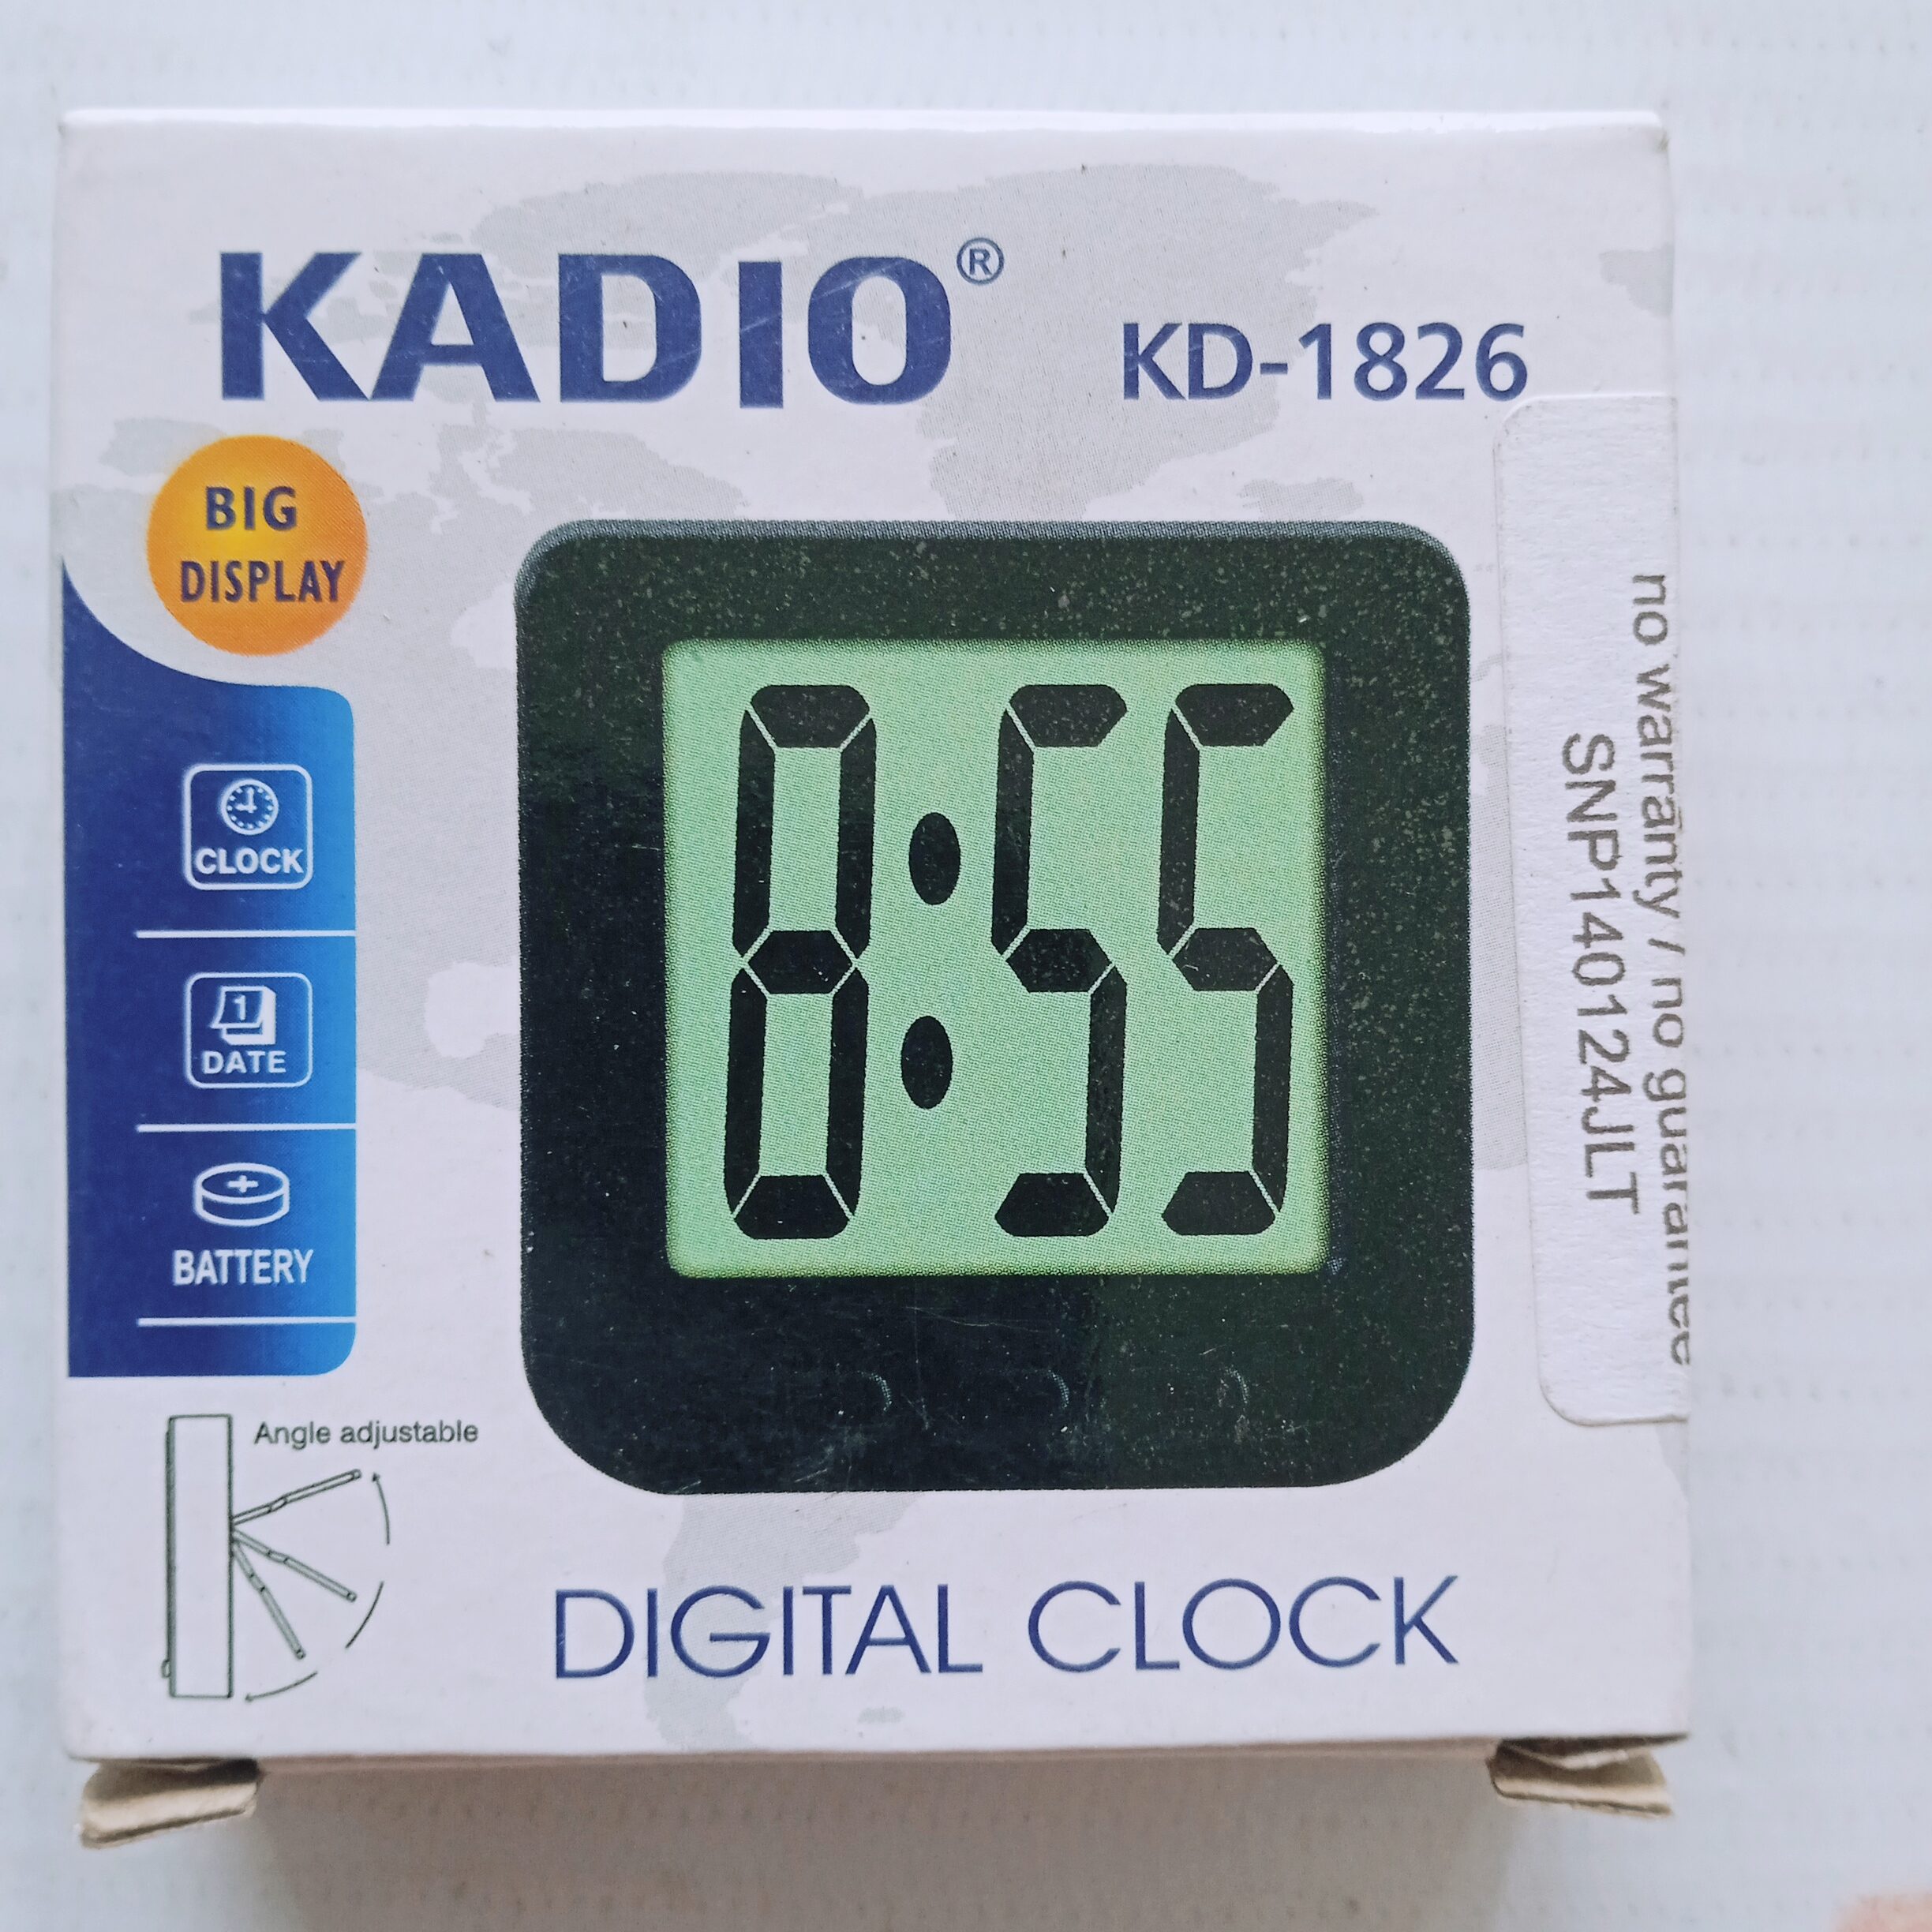 KADIO®
KD-1826
BIG
DISPLAY
8:55
CLOCK
1
DATE
BATTERY
Angle adjustable
DIGITAL CLOCK
no warranty / no guarantee
SNP140124JLT